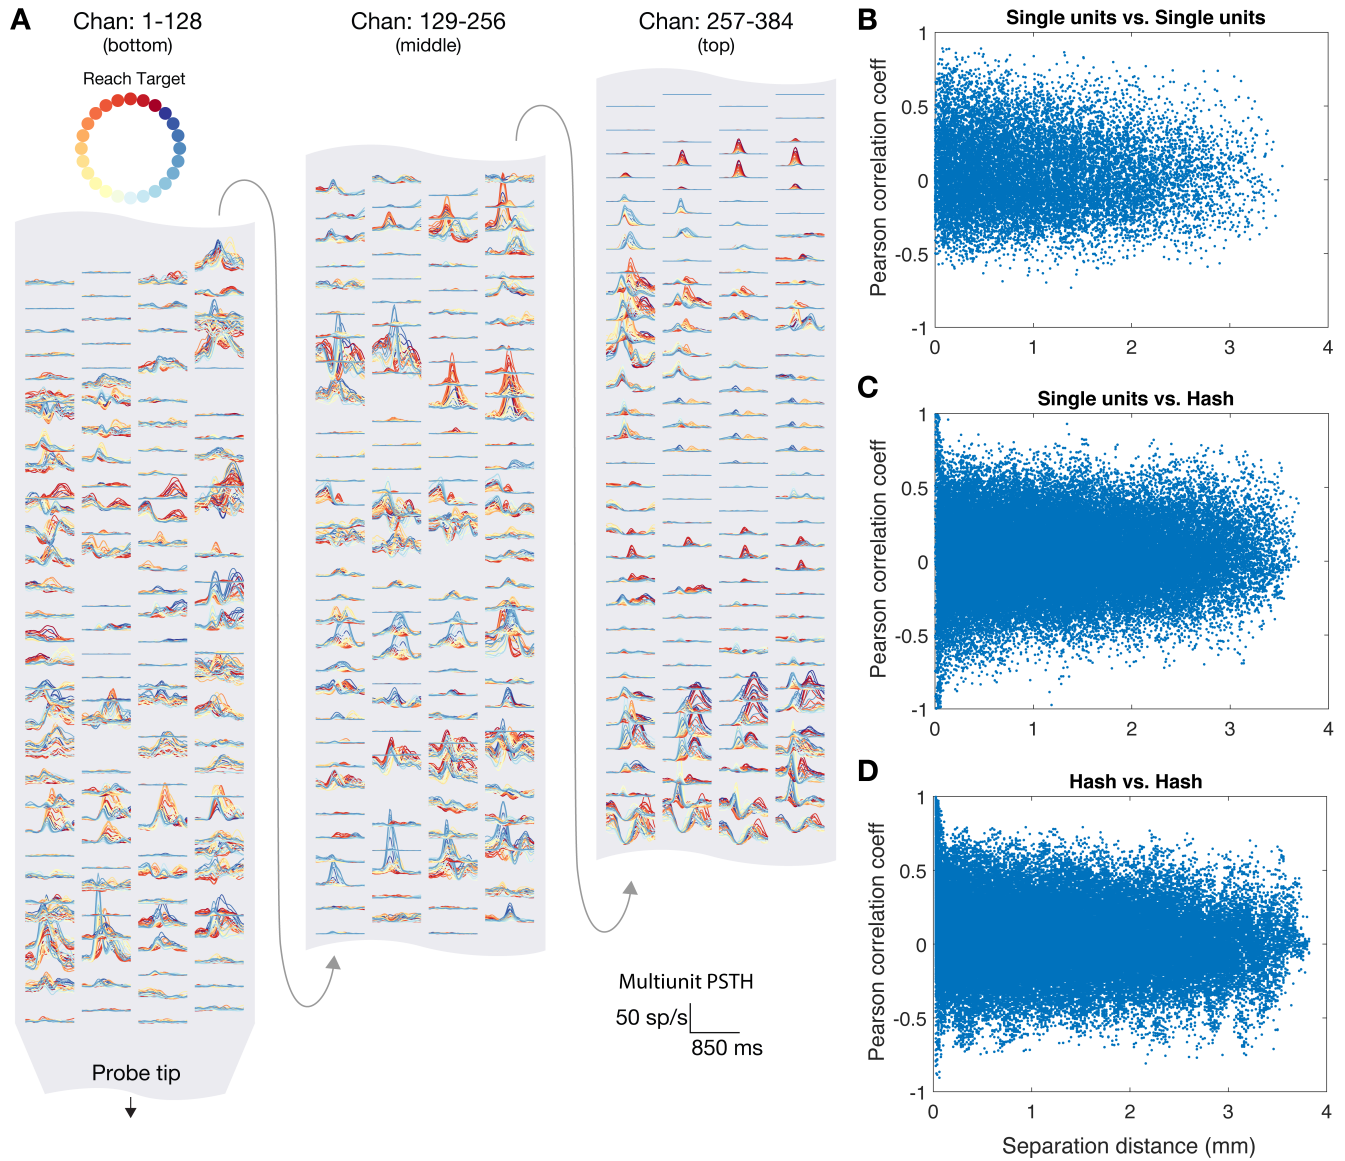 A
Chan: 1-128
(bottom)
Reach Target
Chan: 129-256
(middle)
Chan: 257-384
(top)
Probe tip
Multiunit PSTH
50 sp/s
850 ms
B
Single units vs. Single units
Pearson correlation coeff
1
0.5
0
-0.5
-1
0 1 2 3 4
C
Single units vs. Hash
Pearson correlation coeff
1
0.5
0
-0.5
-1
0 1 2 3 4
D
Hash vs. Hash
Pearson correlation coeff
1
0.5
0
-0.5
-1
0 1 2 3 4
Separation distance (mm)